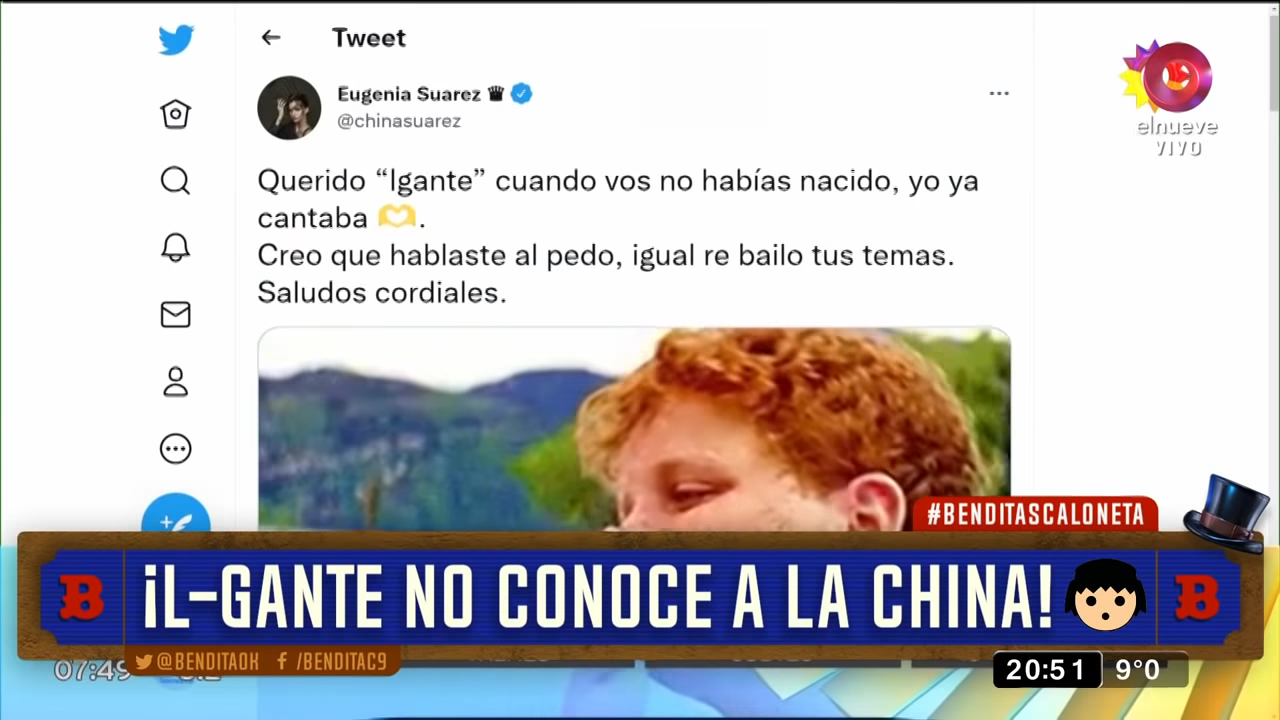 Tweet
Eugenia Suarez
@chinasuarez
elnueve
VIVO
Querido “lgante” cuando vos no habías nacido, yo ya
cantaba 🫶.
Creo que hablaste al pedo, igual re bailo tus temas.
Saludos cordiales.
#BENDITASCALONETA
B
¡L-GANTE NO CONOCE A LA CHINA!
B
07:49
@BENDITAOK
/BENDITAC9
20:51
9°0